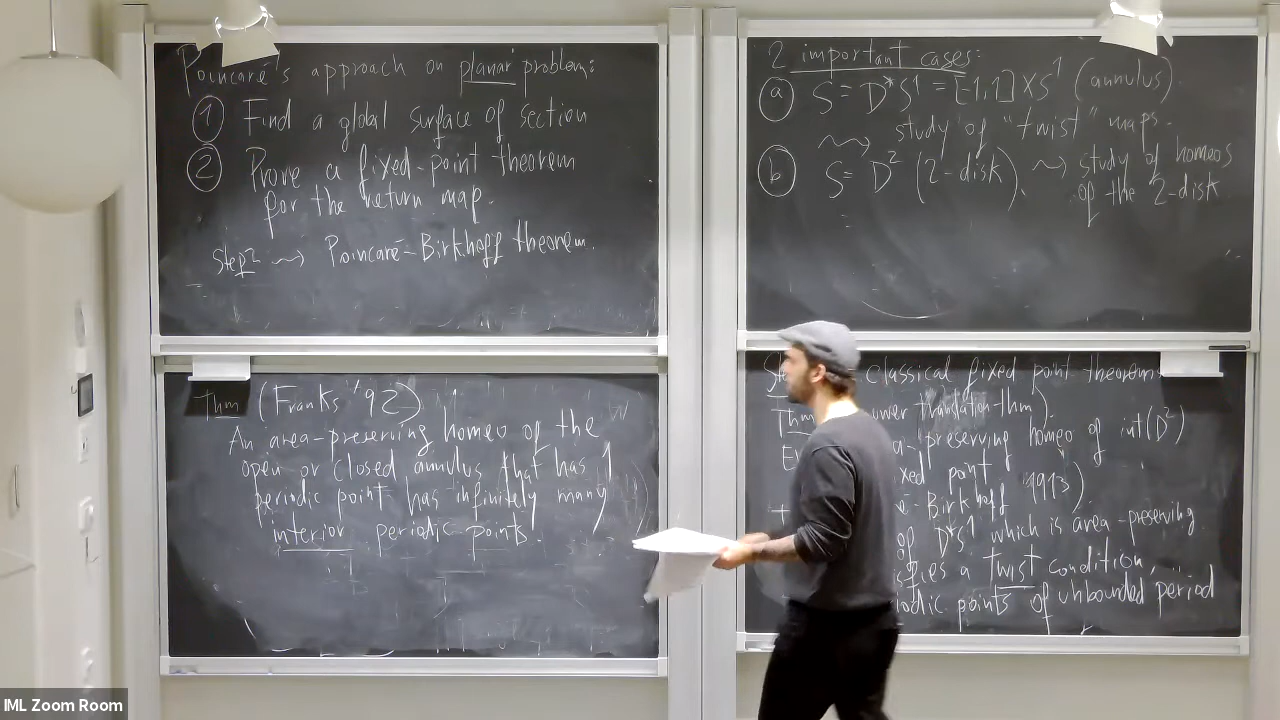 Poincaré's approach on planar problem:
① Find a global surface of section
② Prove a fixed-point theorem
for the return map.
Step 2 ⇝ Poincaré-Birkhoff theorem.
2 important cases:
ⓐ S = D*S¹ = [-1,1] × S¹ (annulus).
⇝ study of "twist" maps.
ⓑ S = D² (2-disk). ⇝ study of homeos
of the 2-disk
Thm (Franks '92)
An area-preserving homeo of the
open or closed annulus that has 1
periodic point has infinitely many
interior periodic points!
classical fixed point theorems
Thm translation-thm).
-preserving homeo of int(D²)
point
-Birkhoff 1913).
of D*S¹ which is area-preserving
a twist condition,
points of unbounded period
IML Zoom Room